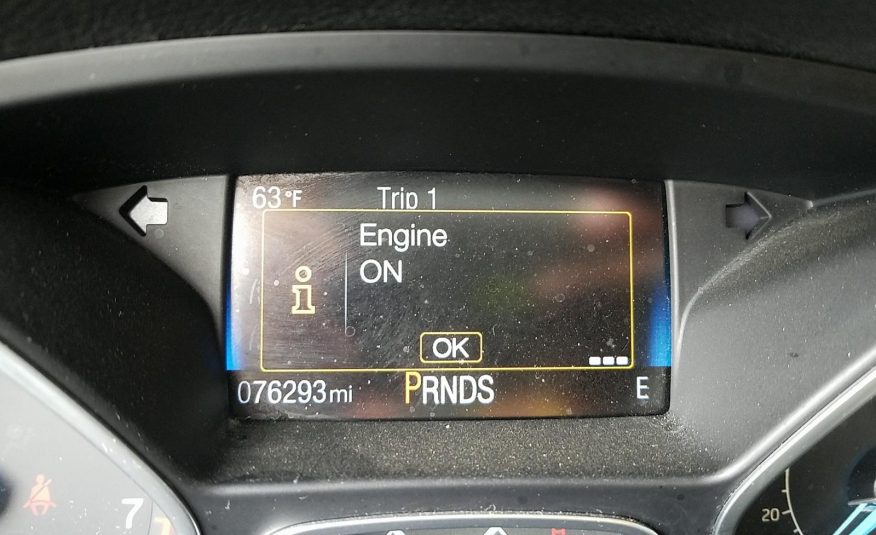 63°F Trip 1
Engine
ON
OK
076293mi PRNDS E
7
20